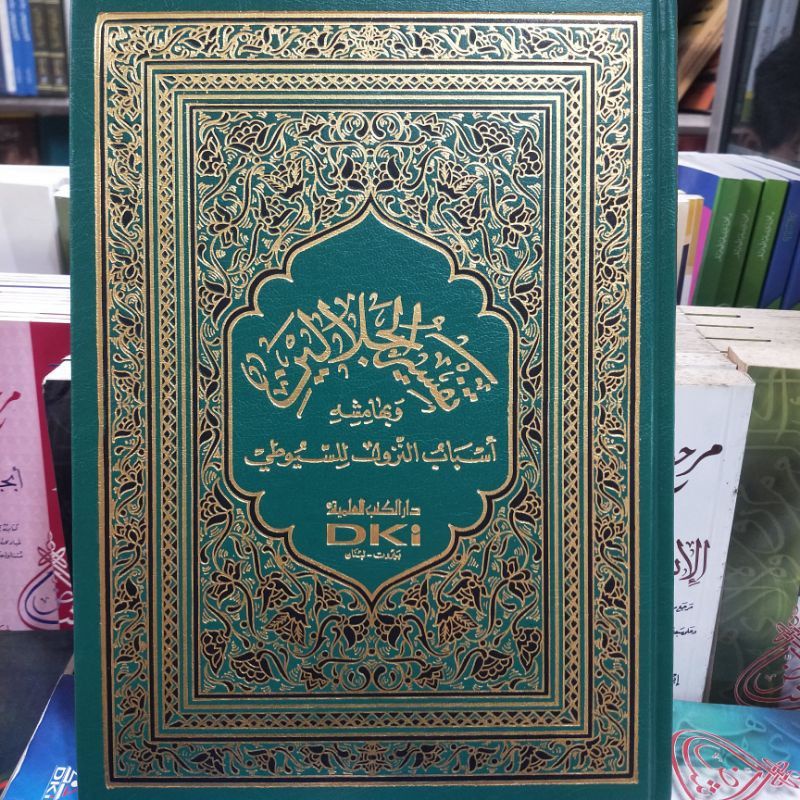 تفسير الجلالين
وبهامشه
أسباب النزول للسيوطي
دار الكتب العلمية
DKi
بيروت - لبنان